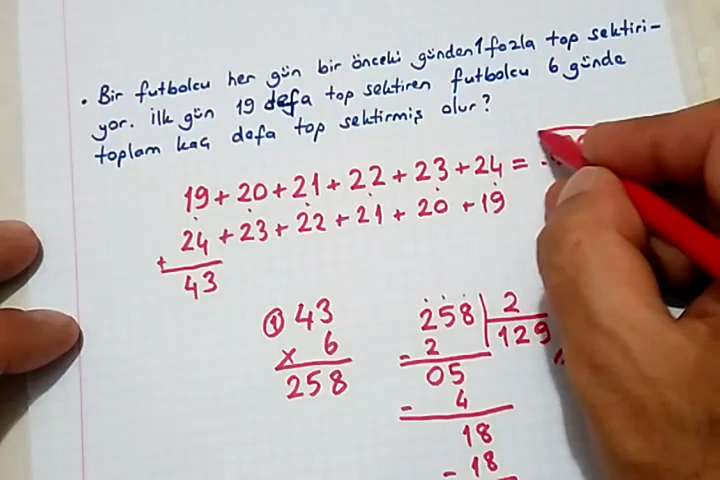 • Bir futbolcu her gün bir önceki günden 1 fazla top sektiri-
yor. İlk gün 19 defa top sektiren futbolcu 6 günde
toplam kaç defa top sektirmiş olur?
19+20+21+22+23+24=
+ 24+23+22+21+20+19
43
① 43
x 6
258
258 | 2
- 2 129
05
- 4
18
- 18